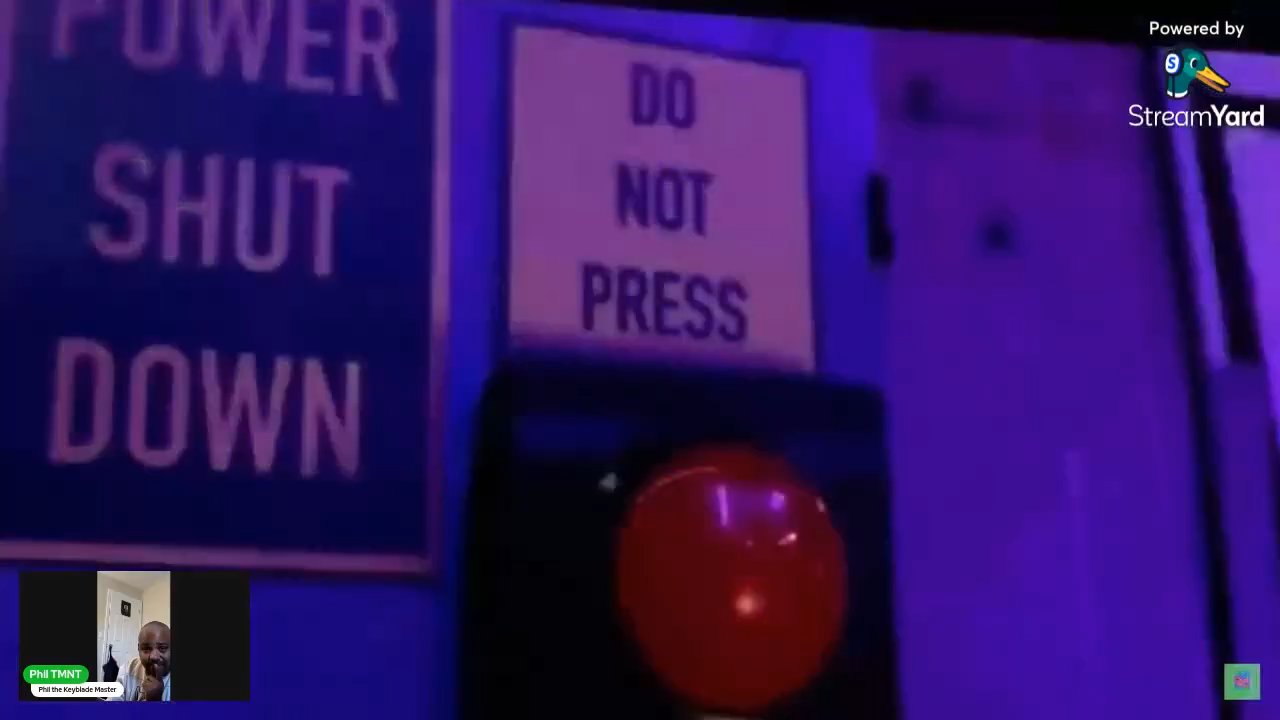 POWER
SHUT
DOWN
DO
NOT
PRESS
Powered by
S
StreamYard
Phil TMNT
Phil the Keyblade Master